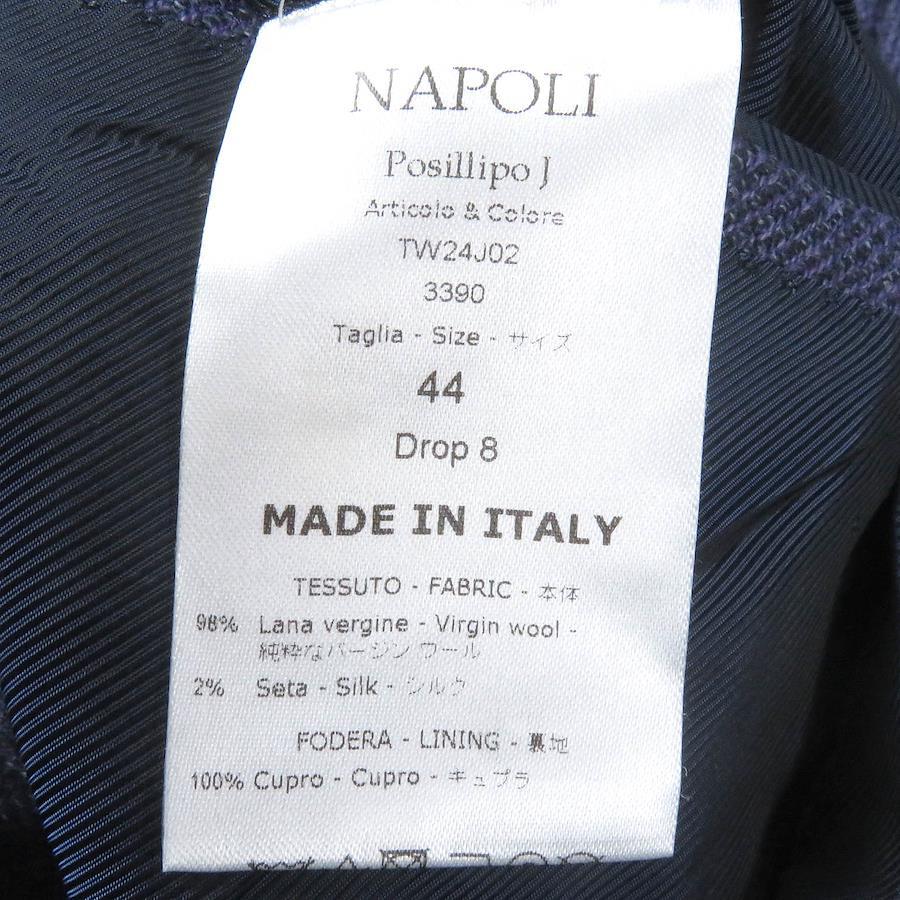 NAPOLI
Posillipo J
Articolo & Colore
TW24J02
3390
Taglia - Size - サイズ
44
Drop 8
MADE IN ITALY
TESSUTO - FABRIC - 本体
98% Lana vergine - Virgin wool -
純粋なバージン ウール
2% Seta - Silk - シルク
FODERA - LINING - 裏地
100% Cupro - Cupro - キュプラ